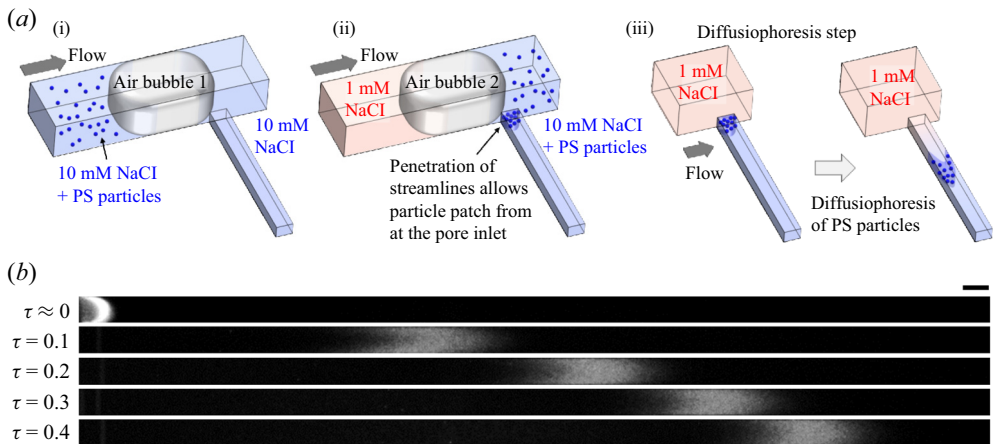 (a)
(i)
Flow
Air bubble 1
10 mM
NaCl
10 mM NaCl
+ PS particles
(ii)
Flow
1 mM
NaCl
Air bubble 2
10 mM NaCl
+ PS particles
Penetration of
streamlines allows
particle patch from
at the pore inlet
(iii)
Diffusiophoresis step
1 mM
NaCl
Flow
1 mM
NaCl
Diffusiophoresis
of PS particles
(b)
τ ≈ 0
τ = 0.1
τ = 0.2
τ = 0.3
τ = 0.4